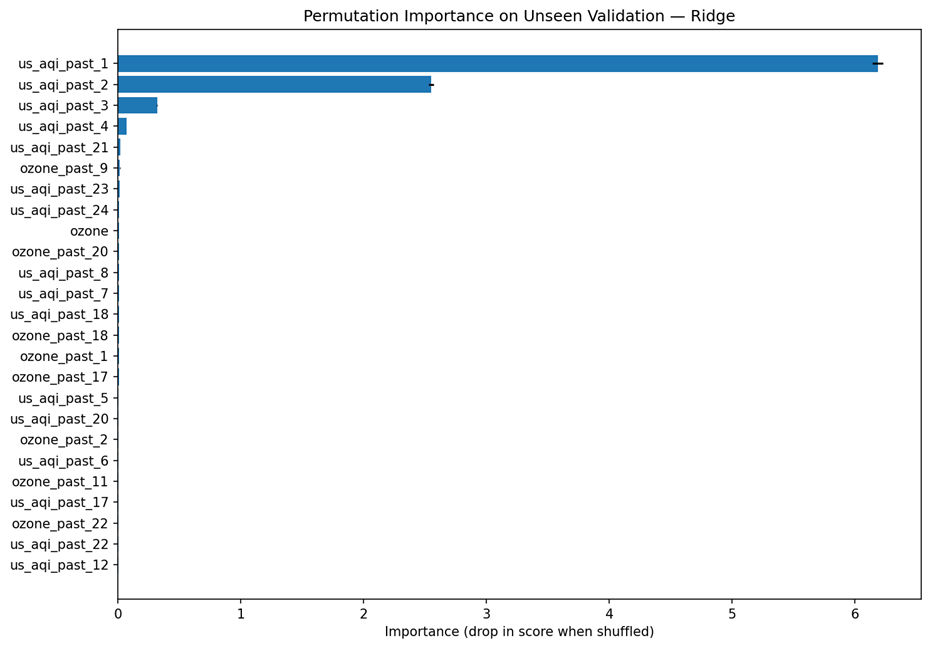 Permutation Importance on Unseen Validation — Ridge
us_aqi_past_1
us_aqi_past_2
us_aqi_past_3
us_aqi_past_4
us_aqi_past_21
ozone_past_9
us_aqi_past_23
us_aqi_past_24
ozone
ozone_past_20
us_aqi_past_8
us_aqi_past_7
us_aqi_past_18
ozone_past_18
ozone_past_1
ozone_past_17
us_aqi_past_5
us_aqi_past_20
ozone_past_2
us_aqi_past_6
ozone_past_11
us_aqi_past_17
ozone_past_22
us_aqi_past_22
us_aqi_past_12
0 1 2 3 4 5 6
Importance (drop in score when shuffled)